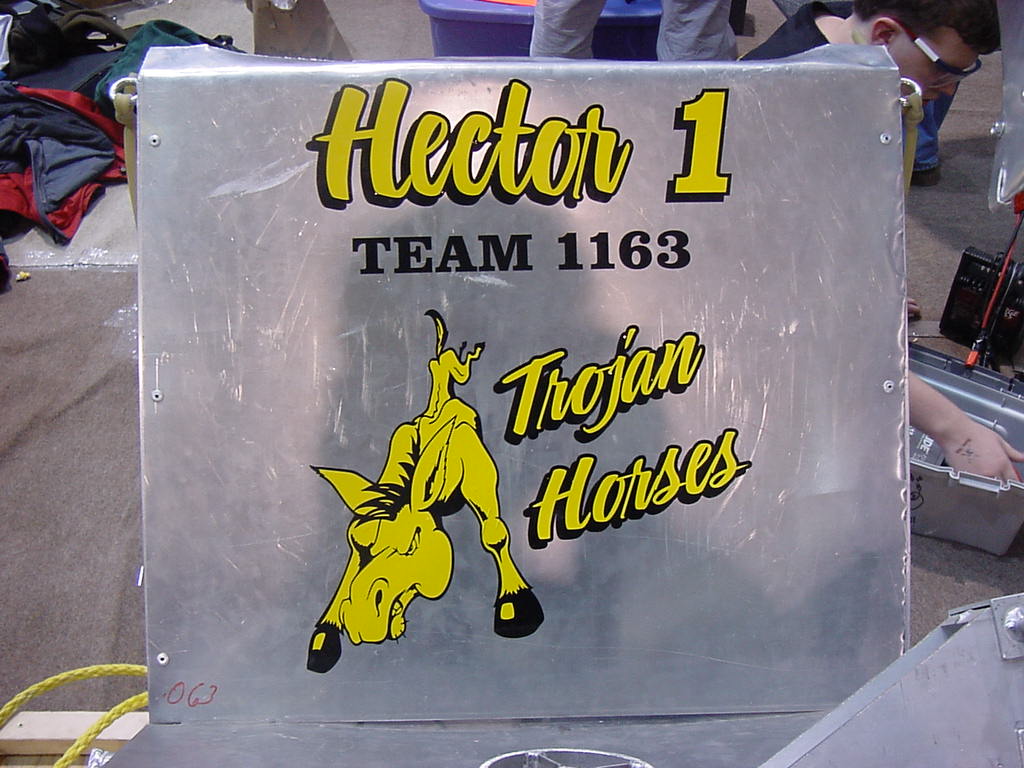 Hector 1
TEAM 1163
Trojan
Horses
063